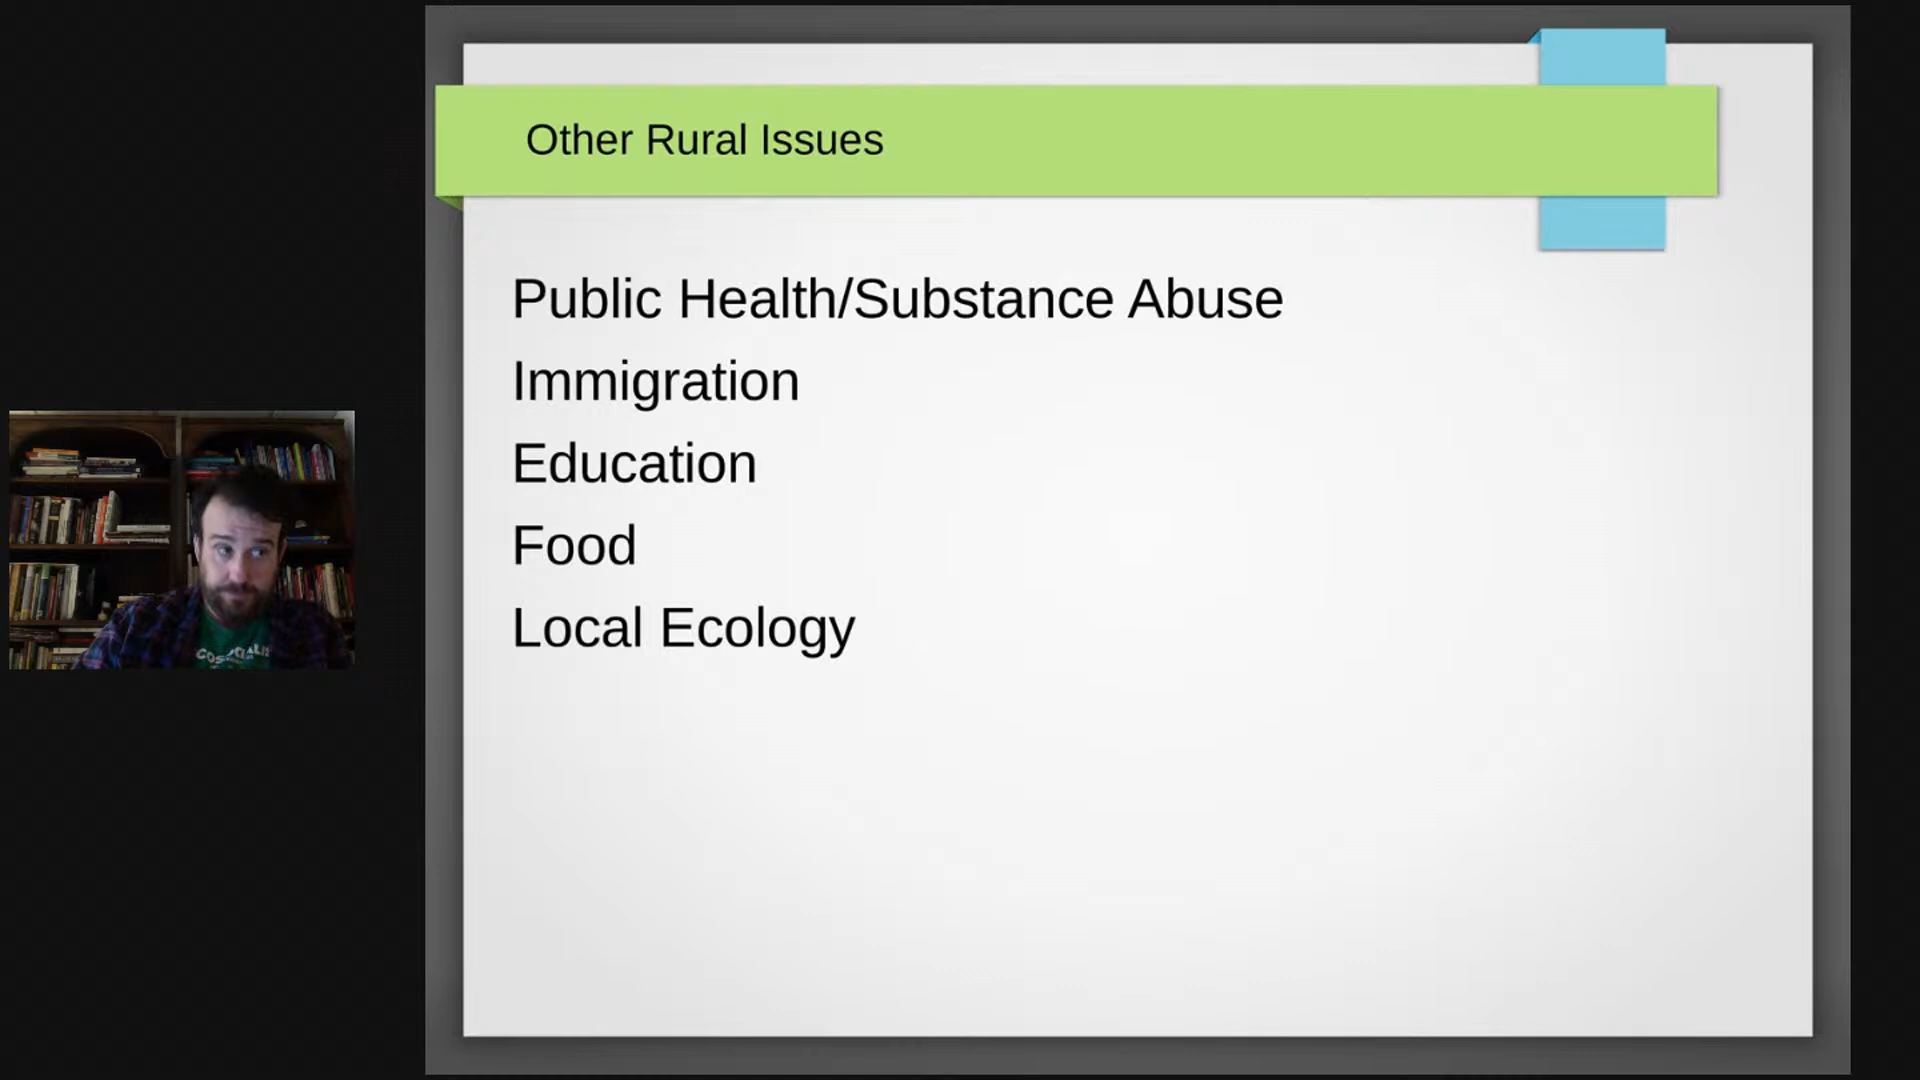 Other Rural Issues
Public Health/Substance Abuse
Immigration
Education
Food
Local Ecology